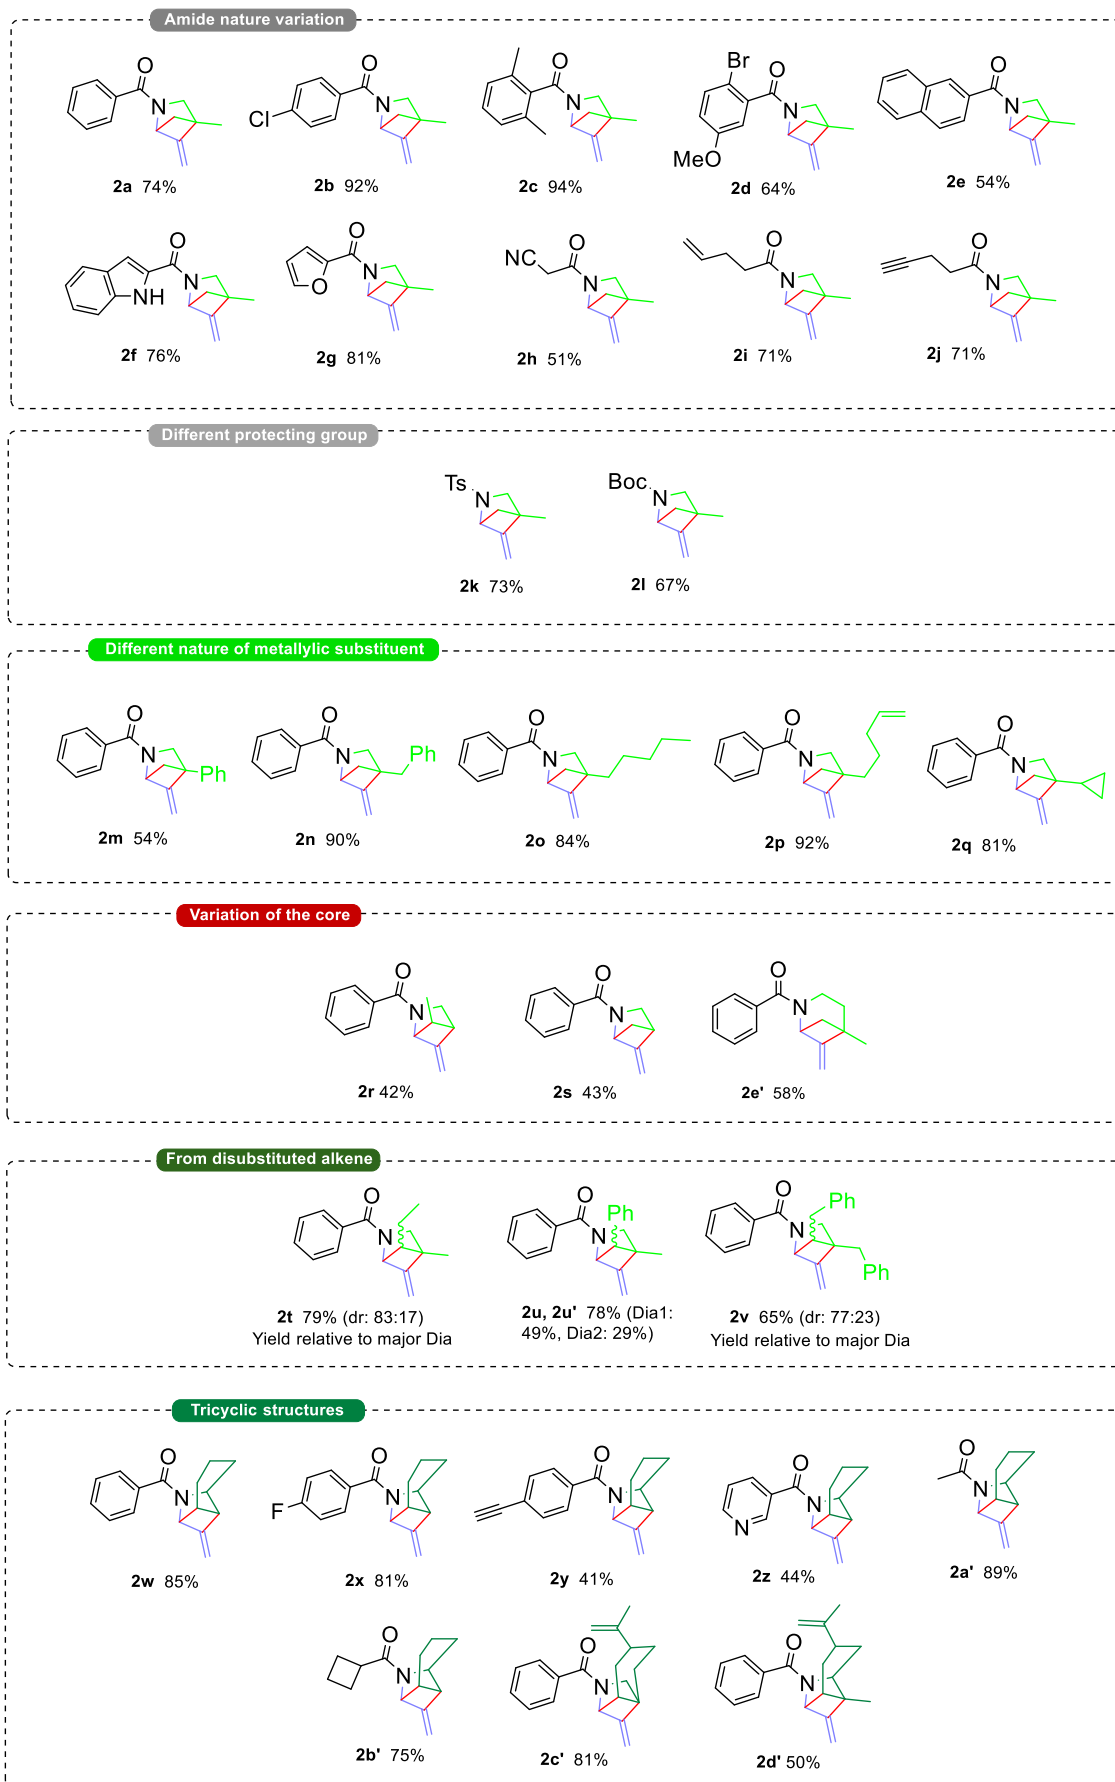 Amide nature variation
O
N
O
N
Cl
O
N
Br
O
N
MeO
O
N
2a 74%
2b 92%
2c 94%
2d 64%
2e 54%
O
N
NH
O
N
O
NC
O
N
O
N
O
N
2f 76%
2g 81%
2h 51%
2i 71%
2j 71%
Different protecting group
Ts
N
Boc
N
2k 73%
2l 67%
Different nature of metallylic substituent
O
N
Ph
O
N
Ph
O
N
O
N
O
N
2m 54%
2n 90%
2o 84%
2p 92%
2q 81%
Variation of the core
O
N
O
N
O
N
2r 42%
2s 43%
2e' 58%
From disubstituted alkene
O
N
O
Ph
N
O
Ph
N
Ph
2t 79% (dr: 83:17)
Yield relative to major Dia
2u, 2u' 78% (Dia1:
49%, Dia2: 29%)
2v 65% (dr: 77:23)
Yield relative to major Dia
Tricyclic structures
O
N
O
N
F
O
N
O
N
N
O
N
2w 85%
2x 81%
2y 41%
2z 44%
2a' 89%
O
N
O
N
O
N
2b' 75%
2c' 81%
2d' 50%